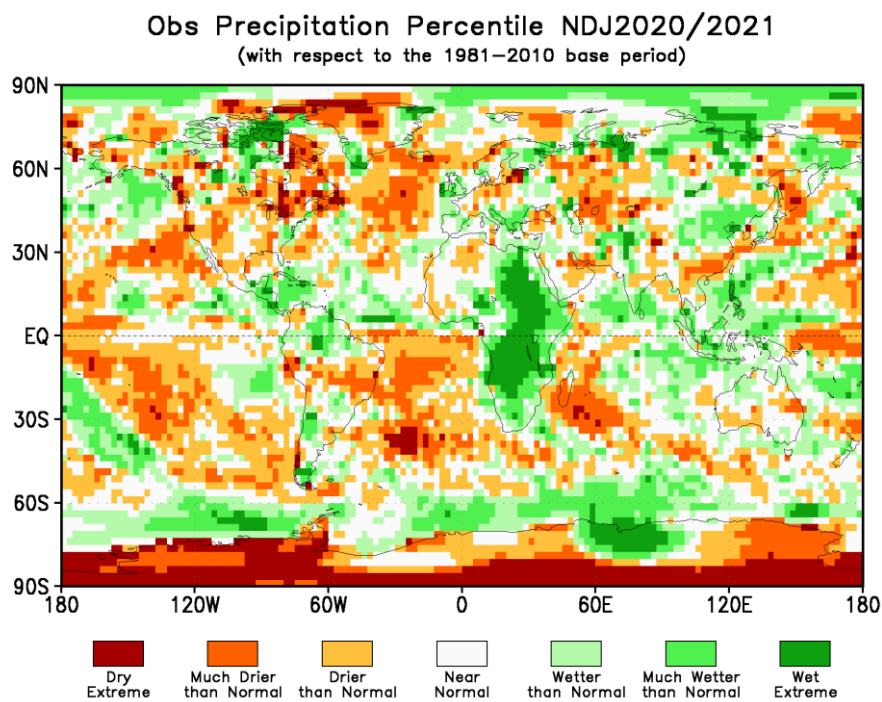 Obs Precipitation Percentile NDJ2020/2021
(with respect to the 1981−2010 base period)
90N
60N
30N
EQ
30S
60S
90S
180 120W 60W 0 60E 120E 180
Dry Extreme
Much Drier than Normal
Drier than Normal
Near Normal
Wetter than Normal
Much Wetter than Normal
Wet Extreme